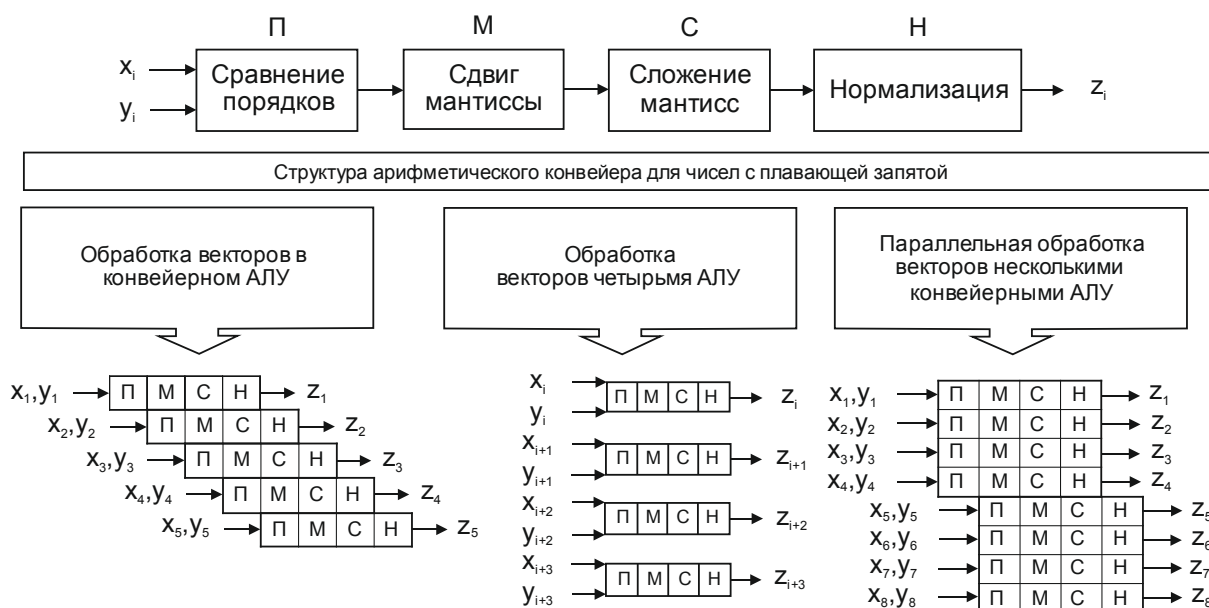 П М С Н
xᵢ
yᵢ
Сравнение
порядков
Сдвиг
мантиссы
Сложение
мантисс
Нормализация
zᵢ
Структура арифметического конвейера для чисел с плавающей запятой
Обработка векторов в
конвейерном АЛУ
x₁,y₁ П М С Н z₁
x₂,y₂ П М С Н z₂
x₃,y₃ П М С Н z₃
x₄,y₄ П М С Н z₄
x₅,y₅ П М С Н z₅
Обработка
векторов четырьмя АЛУ
xᵢ
yᵢ
П М С Н zᵢ
xᵢ₊₁
yᵢ₊₁
П М С Н zᵢ₊₁
xᵢ₊₂
yᵢ₊₂
П М С Н zᵢ₊₂
xᵢ₊₃
yᵢ₊₃
П М С Н zᵢ₊₃
Параллельная обработка
векторов несколькими
конвейерными АЛУ
x₁,y₁ П М С Н z₁
x₂,y₂ П М С Н z₂
x₃,y₃ П М С Н z₃
x₄,y₄ П М С Н z₄
x₅,y₅ П М С Н z₅
x₆,y₆ П М С Н z₆
x₇,y₇ П М С Н z₇
x₈,y₈ П М С Н z₈